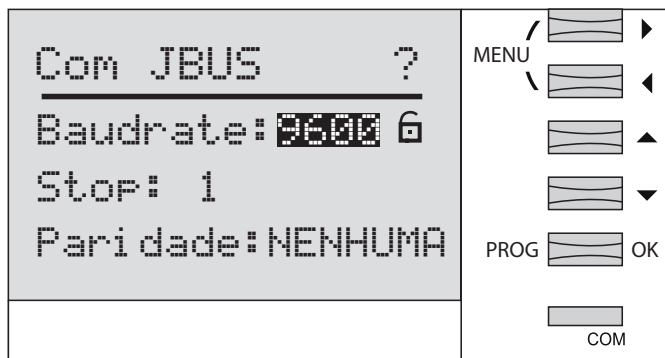 Com JBUS ?
Baudrate:9600
Stop: 1
Paridade:NENHUMA
MENU
PROG
OK
COM